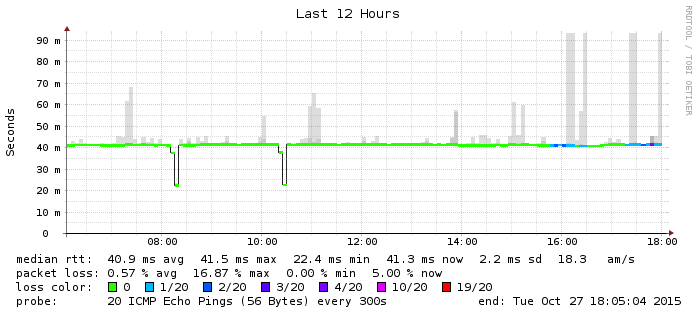 Last 12 Hours
RRDTOOL / TOBI OETIKER
Seconds
90 m
80 m
70 m
60 m
50 m
40 m
30 m
20 m
10 m
0
08:00 10:00 12:00 14:00 16:00 18:00
median rtt: 40.9 ms avg 41.5 ms max 22.4 ms min 41.3 ms now 2.2 ms sd 18.3 am/s
packet loss: 0.57 % avg 16.87 % max 0.00 % min 5.00 % now
loss color: 0 1/20 2/20 3/20 4/20 10/20 19/20
probe: 20 ICMP Echo Pings (56 Bytes) every 300s end: Tue Oct 27 18:05:04 2015